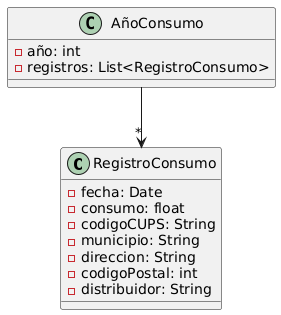 C AñoConsumo
año: int
registros: List<RegistroConsumo>
*
C RegistroConsumo
fecha: Date
consumo: float
codigoCUPS: String
municipio: String
direccion: String
codigoPostal: int
distribuidor: String